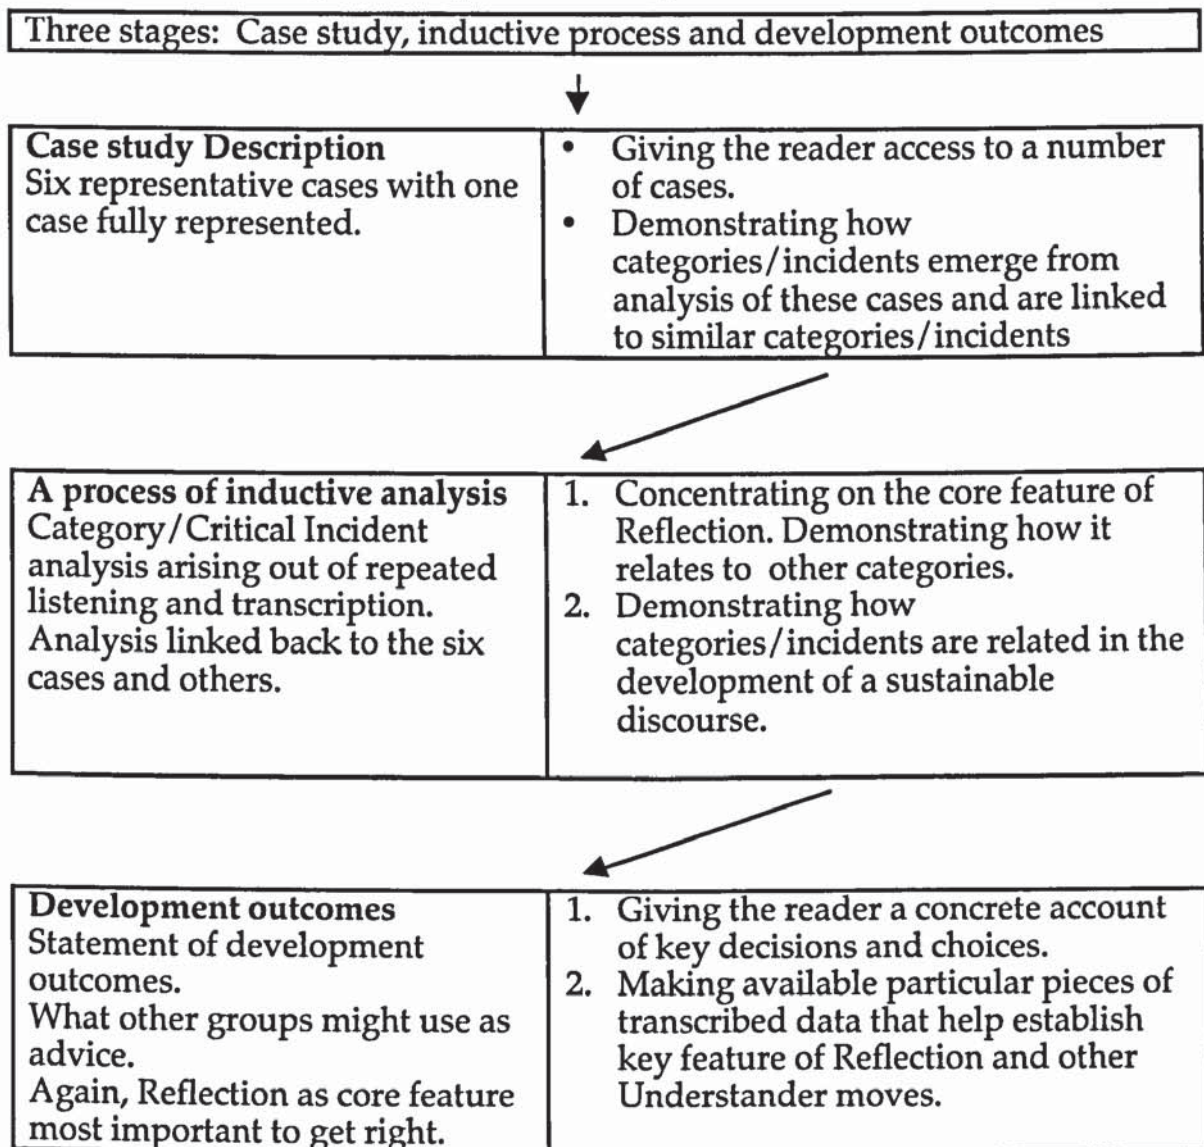 Three stages: Case study, inductive process and development outcomes
Case study Description
Six representative cases with one
case fully represented.
• Giving the reader access to a number
of cases.
• Demonstrating how
categories/incidents emerge from
analysis of these cases and are linked
to similar categories/incidents
A process of inductive analysis
Category/Critical Incident
analysis arising out of repeated
listening and transcription.
Analysis linked back to the six
cases and others.
1. Concentrating on the core feature of
Reflection. Demonstrating how it
relates to other categories.
2. Demonstrating how
categories/incidents are related in the
development of a sustainable
discourse.
Development outcomes
Statement of development
outcomes.
What other groups might use as
advice.
Again, Reflection as core feature
most important to get right.
1. Giving the reader a concrete account
of key decisions and choices.
2. Making available particular pieces of
transcribed data that help establish
key feature of Reflection and other
Understander moves.